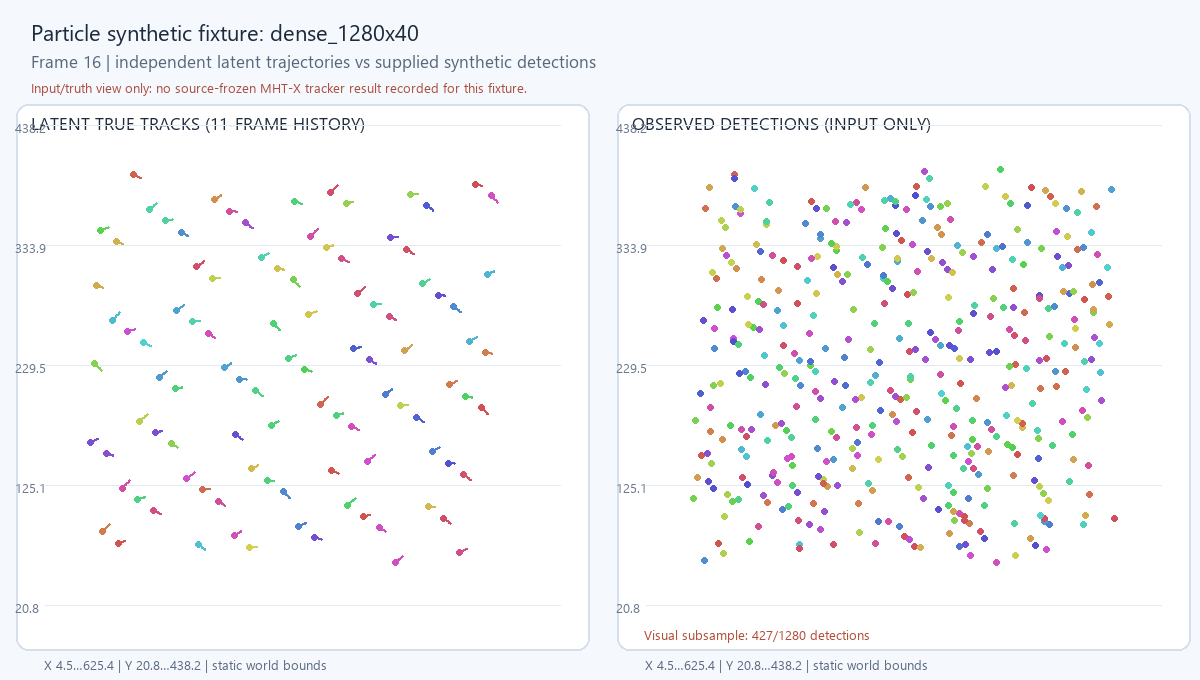 Particle synthetic fixture: dense_1280x40
Frame 16 | independent latent trajectories vs supplied synthetic detections
Input/truth view only: no source-frozen MHT-X tracker result recorded for this fixture.
LATENT TRUE TRACKS (11-FRAME HISTORY)
438.2
333.9
229.5
125.1
20.8
X 4.5...625.4 | Y 20.8...438.2 | static world bounds
OBSERVED DETECTIONS (INPUT ONLY)
438.2
333.9
229.5
125.1
20.8
Visual subsample: 427/1280 detections
X 4.5...625.4 | Y 20.8...438.2 | static world bounds